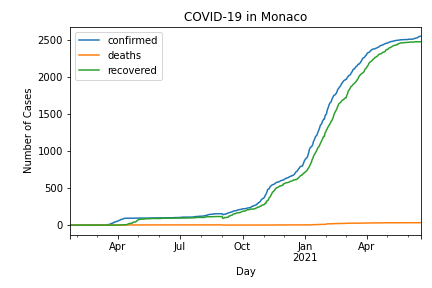 COVID-19 in Monaco
confirmed
deaths
recovered
Number of Cases
2500
2000
1500
1000
500
0
Apr
Jul
Oct
Jan
2021
Apr
Day